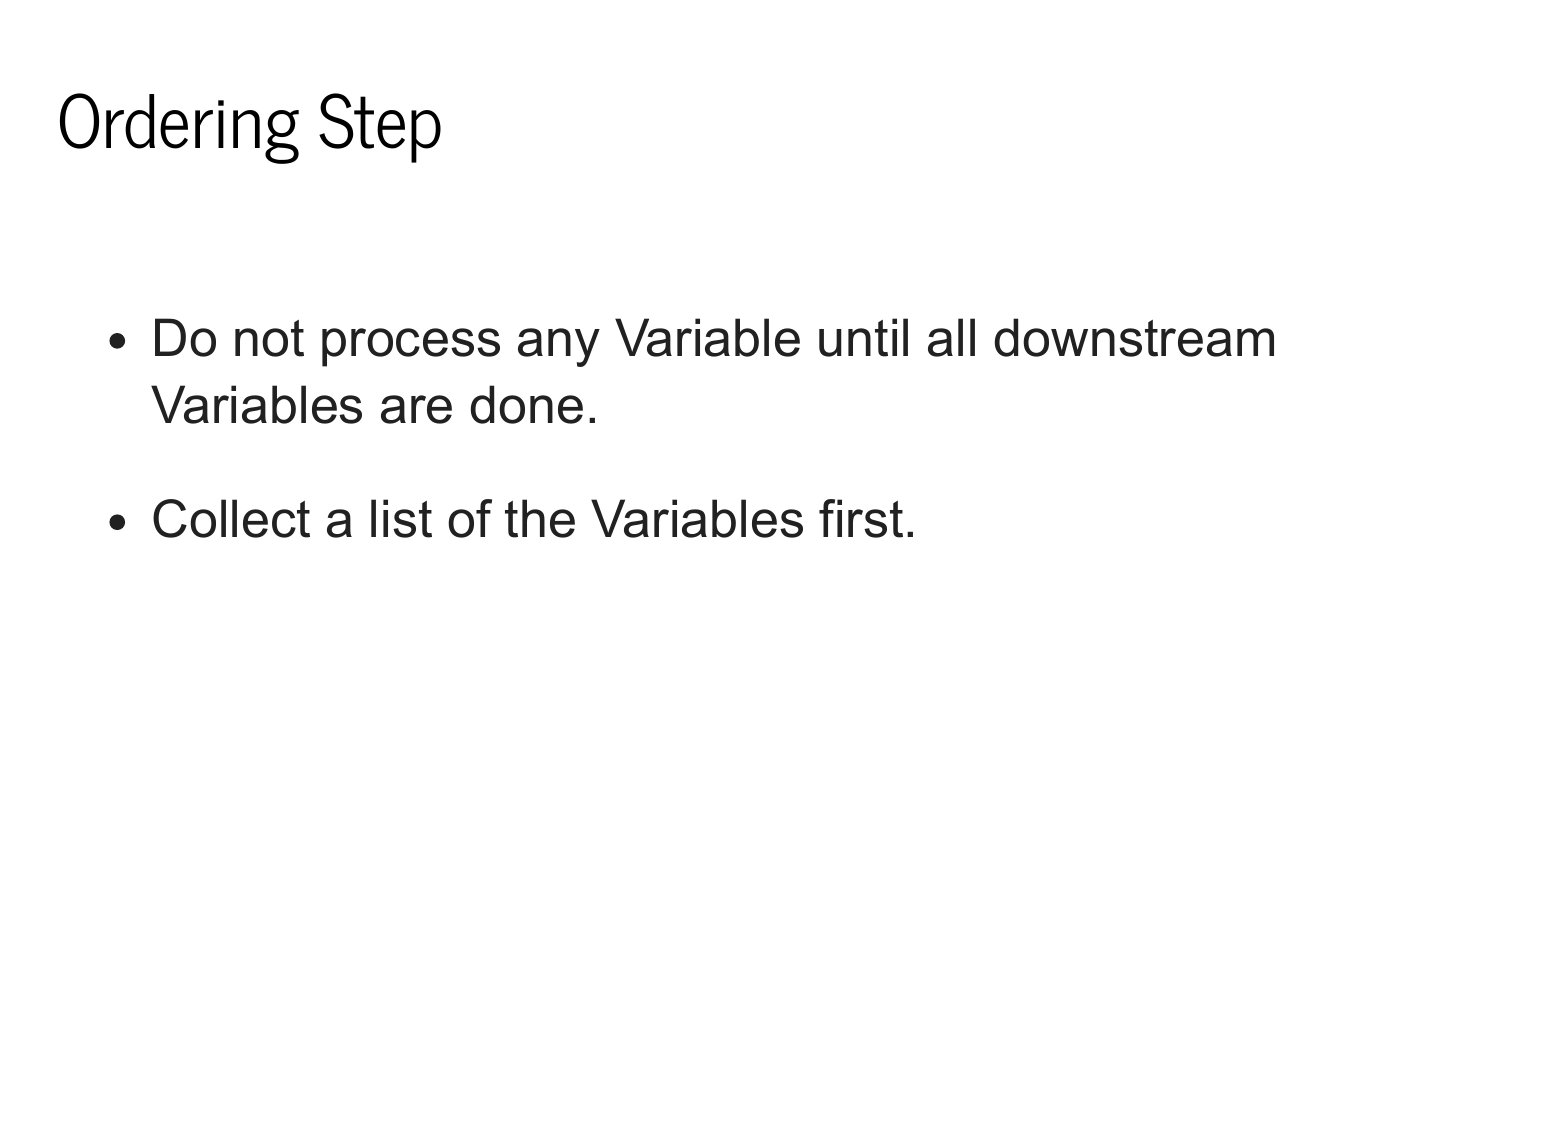 Ordering Step
• Do not process any Variable until all downstream
Variables are done.
• Collect a list of the Variables first.